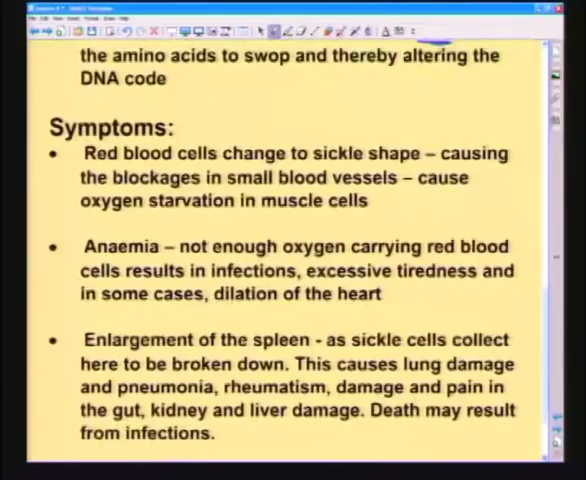 the amino acids to swop and thereby altering the
DNA code
Symptoms:
• Red blood cells change to sickle shape – causing
the blockages in small blood vessels – cause
oxygen starvation in muscle cells
• Anaemia – not enough oxygen carrying red blood
cells results in infections, excessive tiredness and
in some cases, dilation of the heart
• Enlargement of the spleen - as sickle cells collect
here to be broken down. This causes lung damage
and pneumonia, rheumatism, damage and pain in
the gut, kidney and liver damage. Death may result
from infections.